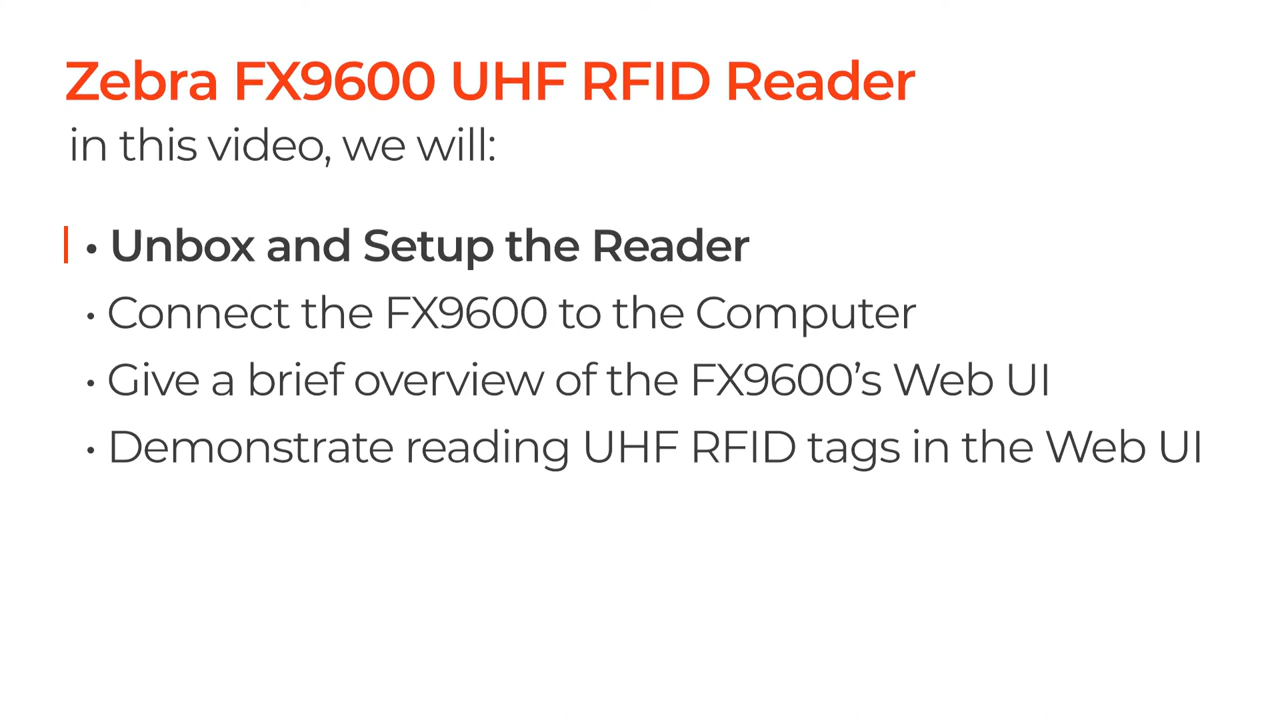 Zebra FX9600 UHF RFID Reader
in this video, we will:
• Unbox and Setup the Reader
• Connect the FX9600 to the Computer
• Give a brief overview of the FX9600’s Web UI
• Demonstrate reading UHF RFID tags in the Web UI